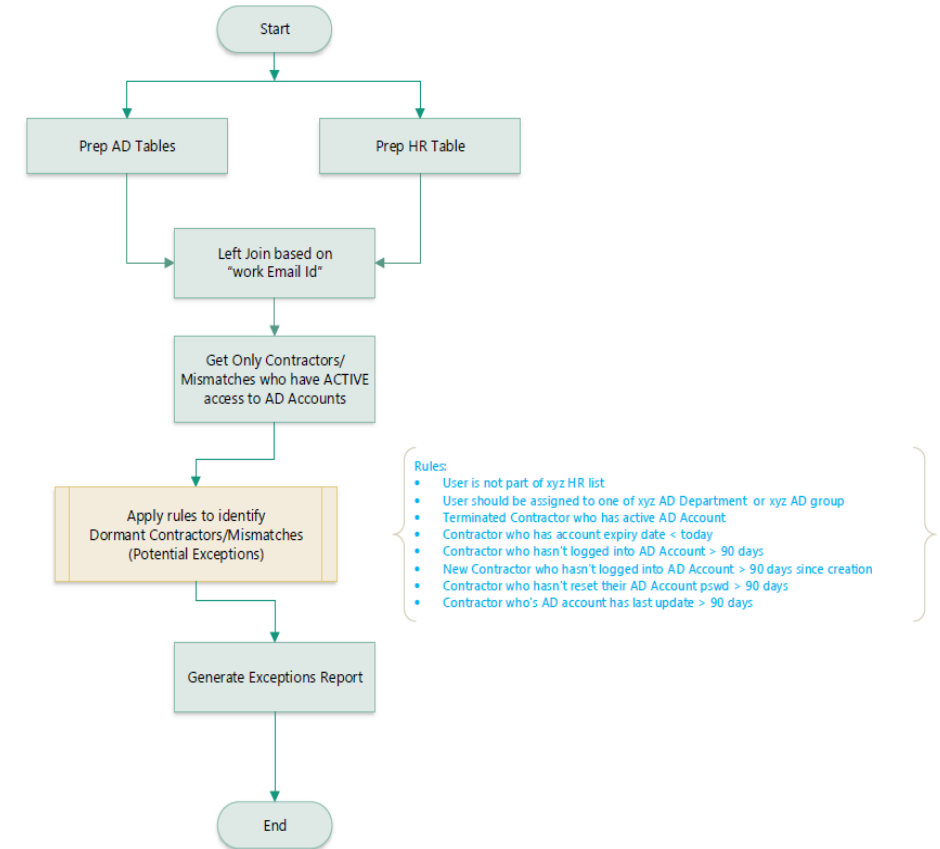 Start
Prep AD Tables
Prep HR Table
Left Join based on
“work Email Id”
Get Only Contractors/
Mismatches who have ACTIVE
access to AD Accounts
Apply rules to identify
Dormant Contractors/Mismatches
(Potential Exceptions)
Rules:
• User is not part of xyz HR list
• User should be assigned to one of xyz AD Department or xyz AD group
• Terminated Contractor who has active AD Account
• Contractor who has account expiry date < today
• Contractor who hasn't logged into AD Account > 90 days
• New Contractor who hasn't logged into AD Account > 90 days since creation
• Contractor who hasn't reset their AD Account pswd > 90 days
• Contractor who's AD account has last update > 90 days
Generate Exceptions Report
End